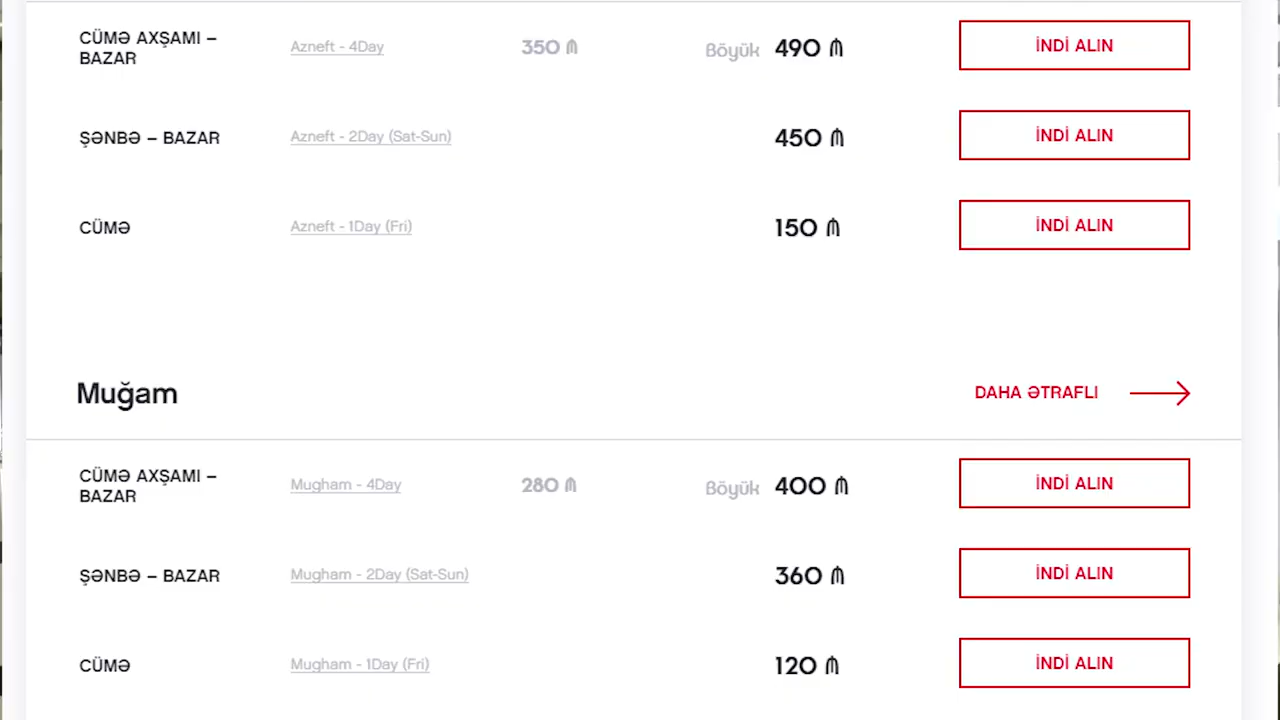 CÜMƏ AXŞAMI –
BAZAR
Azneft - 4Day
350 ₼
Böyük 490 ₼
İNDİ ALIN
ŞƏNBƏ – BAZAR
Azneft - 2Day (Sat-Sun)
450 ₼
İNDİ ALIN
CÜMƏ
Azneft - 1Day (Fri)
150 ₼
İNDİ ALIN
Muğam
DAHA ƏTRAFLI
CÜMƏ AXŞAMI –
BAZAR
Mugham - 4Day
280 ₼
Böyük 400 ₼
İNDİ ALIN
ŞƏNBƏ – BAZAR
Mugham - 2Day (Sat-Sun)
360 ₼
İNDİ ALIN
CÜMƏ
Mugham - 1Day (Fri)
120 ₼
İNDİ ALIN